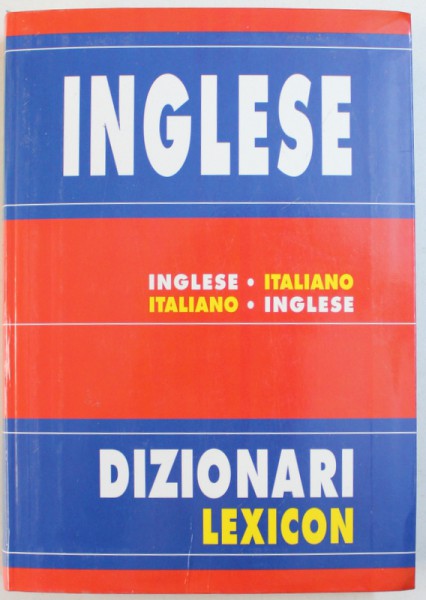 INGLESE
INGLESE • ITALIANO
ITALIANO • INGLESE
DIZIONARI
LEXICON